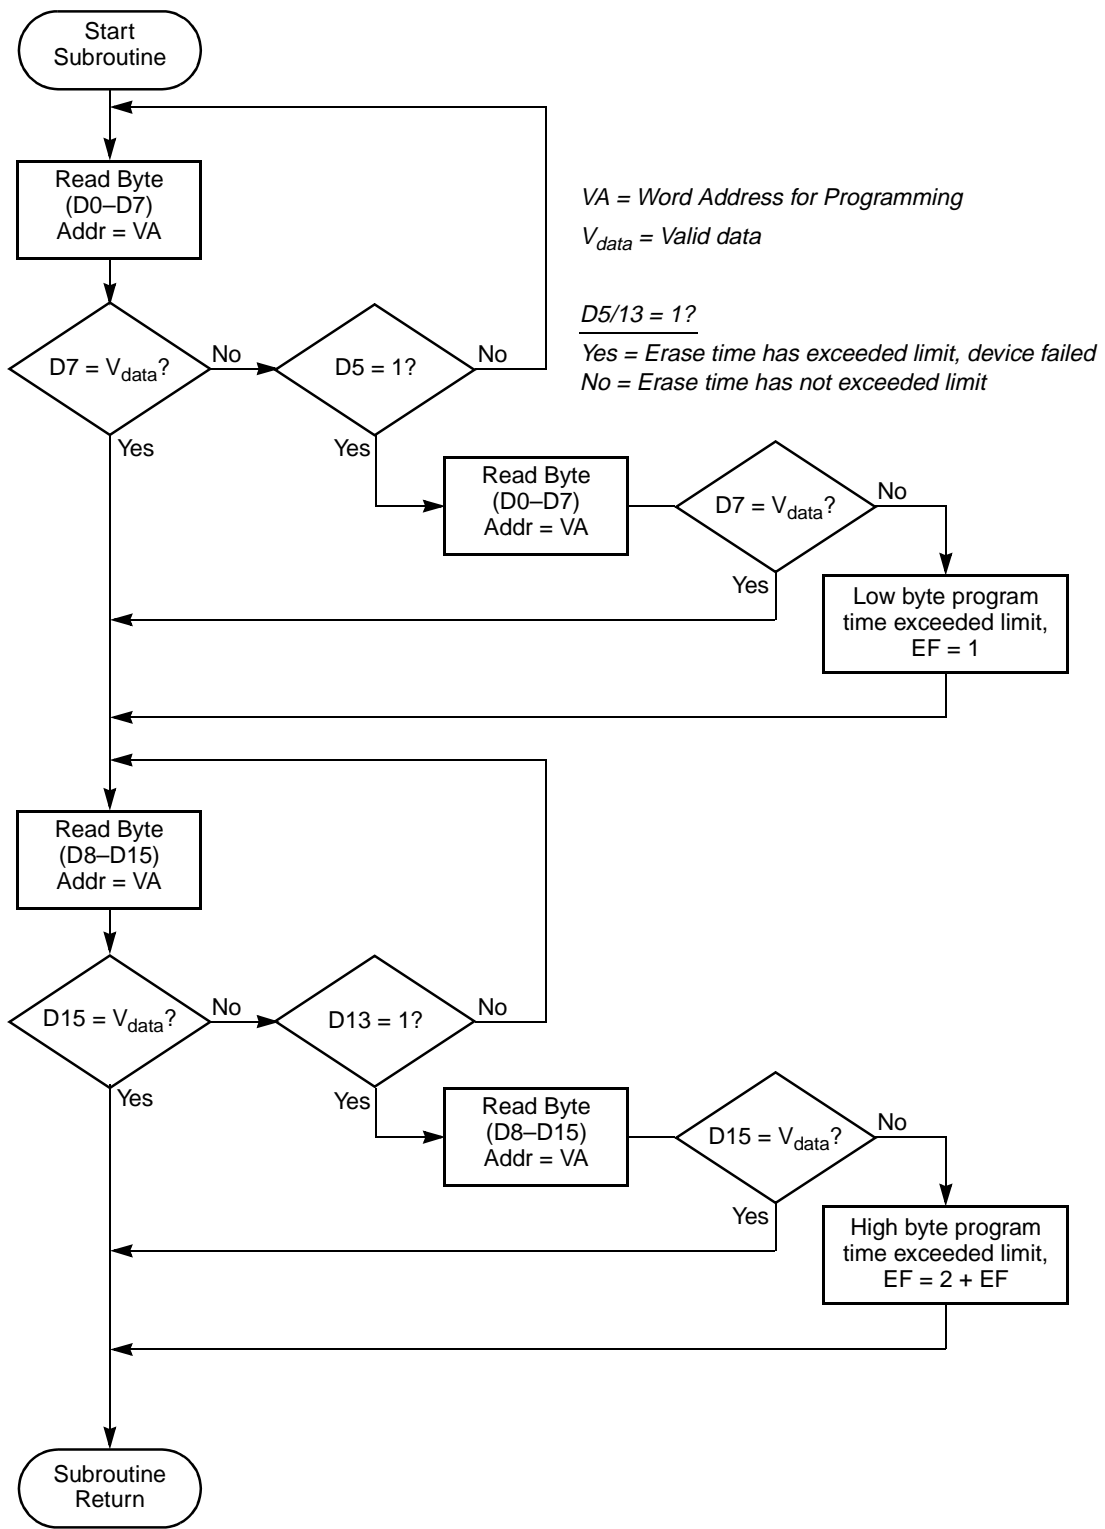 Start
Subroutine
Read Byte
(D0–D7)
Addr = VA
VA = Word Address for Programming
Vdata = Valid data
D5/13 = 1?
Yes = Erase time has exceeded limit, device failed
No = Erase time has not exceeded limit
D7 = Vdata?
No
D5 = 1?
No
Yes
Yes
Read Byte
(D0–D7)
Addr = VA
D7 = Vdata?
No
Yes
Low byte program
time exceeded limit,
EF = 1
Read Byte
(D8–D15)
Addr = VA
D15 = Vdata?
No
D13 = 1?
No
Yes
Yes
Read Byte
(D8–D15)
Addr = VA
D15 = Vdata?
No
Yes
High byte program
time exceeded limit,
EF = 2 + EF
Subroutine
Return